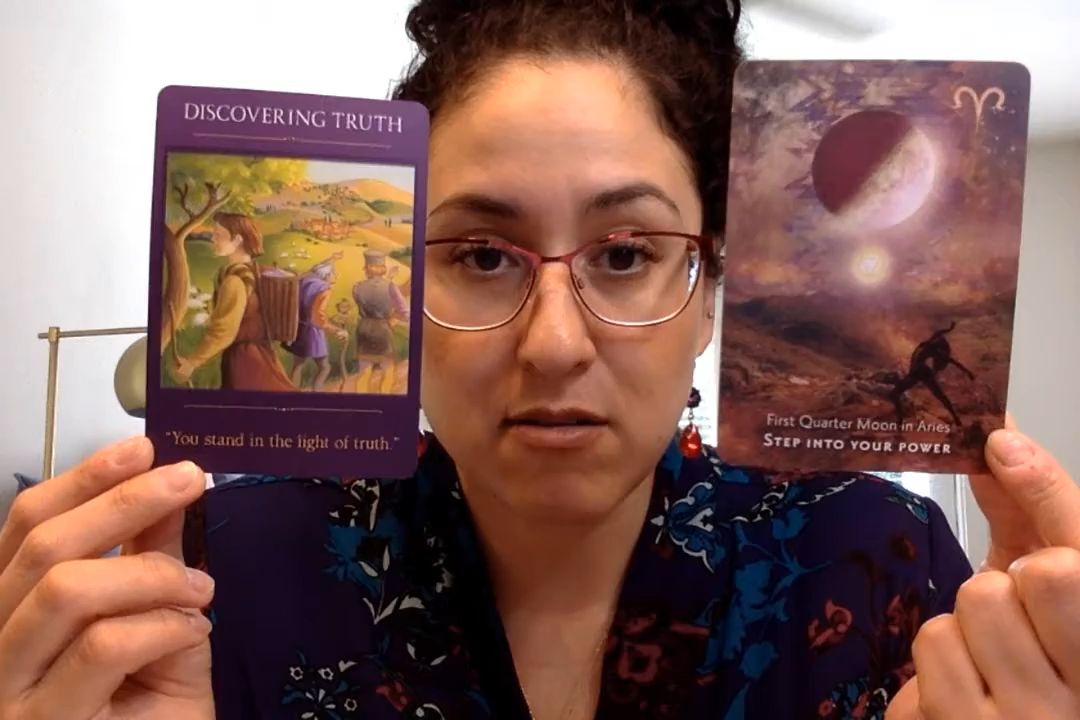 DISCOVERING TRUTH
"You stand in the light of truth."
First Quarter Moon in Aries
STEP INTO YOUR POWER